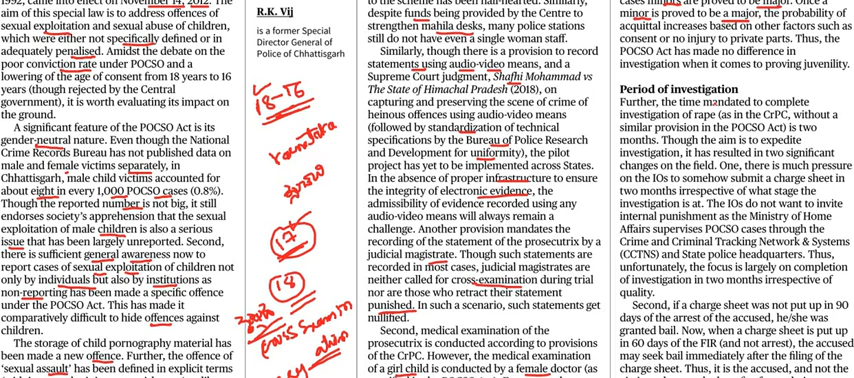 1992, came into effect on November 14, 2012. The
aim of this special law is to address offences of
sexual exploitation and sexual abuse of children,
which were either not specifically defined or in
adequately penalised. Amidst the debate on the
poor conviction rate under POCSO and a
lowering of the age of consent from 18 years to 16
years (though rejected by the Central
government), it is worth evaluating its impact on
the ground.
A significant feature of the POCSO Act is its
gender-neutral nature. Even though the National
Crime Records Bureau has not published data on
male and female victims separately, in
Chhattisgarh, male child victims accounted for
about eight in every 1,000 POCSO cases (0.8%).
Though the reported number is not big, it still
endorses society's apprehension that the sexual
exploitation of male children is also a serious
issue that has been largely unreported. Second,
there is sufficient general awareness now to
report cases of sexual exploitation of children not
only by individuals but also by institutions as
non-reporting has been made a specific offence
under the POCSO Act. This has made it
comparatively difficult to hide offences against
children.
The storage of child pornography material has
been made a new offence. Further, the offence of
'sexual assault' has been defined in explicit terms
R.K. Vij
is a former Special
Director General of
Police of Chhattisgarh
18-16
17
18
cross Examin
to the scheme has been half-hearted. Similarly,
despite funds being provided by the Centre to
strengthen mahila desks, many police stations
still do not have even a single woman staff.
Similarly, though there is provision to record
statements using audio-video means, and a
Supreme Court judgment, Shafhi Mohammad vs
The State of Himachal Pradesh (2018), on
capturing and preserving the scene of crime of
heinous offences using audio-video means
(followed by standardization of technical
specifications by the Bureau of Police Research
and Development for uniformity), the pilot
project has yet to be implemented across States.
In the absence of proper infrastructure to ensure
the integrity of electronic evidence, the
admissibility of evidence recorded using any
audio-video means will always remain a
challenge. Another provision mandates the
recording of the statement of the prosecutrix by a
judicial magistrate. Though such statements are
recorded in most cases, judicial magistrates are
neither called for cross-examination during trial
nor are those who retract their statement
punished. In such a scenario, such statements get
nullified.
Second, medical examination of the
prosecutrix is conducted according to provisions
of the CrPC. However, the medical examination
of a girl child is conducted by a female doctor (as
cases minors are proved to be major. Once a
minor is proved to be a major, the probability of
acquittal increases based on other factors such as
consent or no injury to private parts. Thus, the
POCSO Act has made no difference in
investigation when it comes to proving juvenility.
Period of investigation
Further, the time mandated to complete
investigation of rape (as in the CrPC, without a
similar provision in the POCSO Act) is two
months. Though the aim is to expedite
investigation, it has resulted in two significant
changes on the field. One, there is much pressure
on the IOs to somehow submit a charge sheet in
two months irrespective of what stage the
investigation is at. The IOs do not want to invite
internal punishment as the Ministry of Home
Affairs supervises POCSO cases through the
Crime and Criminal Tracking Network & Systems
(CCTNS) and State police headquarters. Thus,
unfortunately, the focus is largely on completion
of investigation in two months irrespective of
quality.
Second, if a charge sheet was not put up in 90
days of the arrest of the accused, he/she was
granted bail. Now, when a charge sheet is put up
in 60 days of the FIR (and not arrest), the accused
may seek bail immediately after the filing of the
charge sheet. Thus, it is the accused, and not the